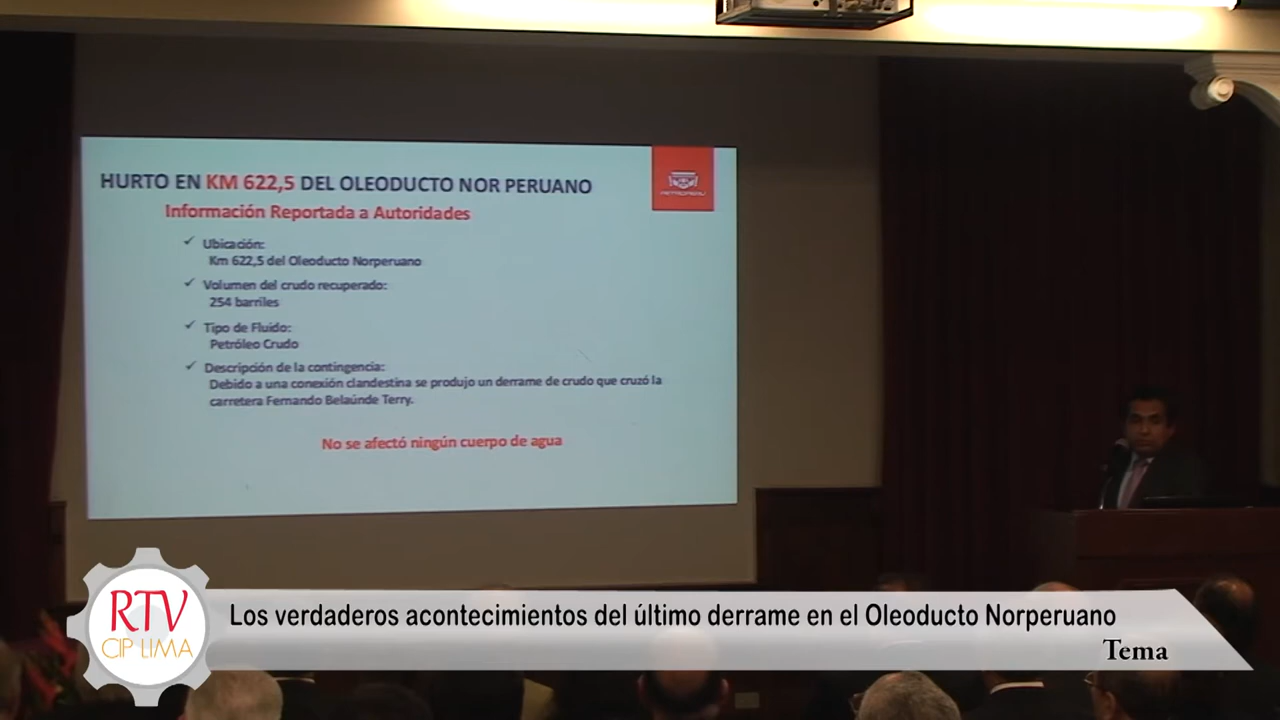 HURTO EN KM 622,5 DEL OLEODUCTO NOR PERUANO
PETROPERU
Información Reportada a Autoridades
✓ Ubicación:
Km 622,5 del Oleoducto Norperuano
✓ Volumen del crudo recuperado:
254 barriles
✓ Tipo de Fluido:
Petróleo Crudo
✓ Descripción de la contingencia:
Debido a una conexión clandestina se produjo un derrame de crudo que cruzó la
carretera Fernando Belaúnde Terry.
No se afectó ningún cuerpo de agua
RTV
CIP LIMA
Los verdaderos acontecimientos del último derrame en el Oleoducto Norperuano
Tema